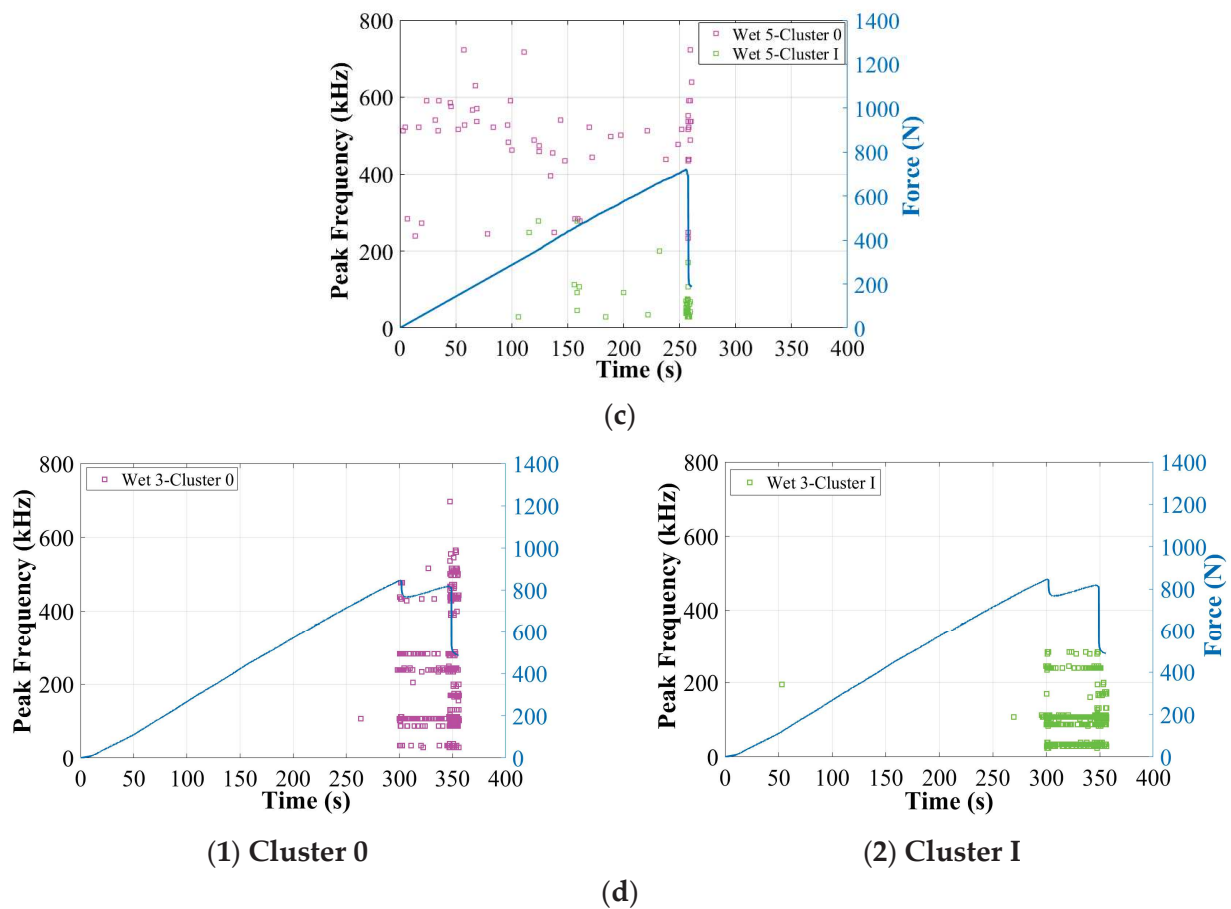 800
600
400
200
0
Peak Frequency (kHz)
Wet 5-Cluster 0
Wet 5-Cluster I
1400
1200
1000
800
600
400
200
0
Force (N)
0 50 100 150 200 250 300 350 400
Time (s)
(c)
800
600
400
200
0
Peak Frequency (kHz)
Wet 3-Cluster 0
1400
1200
1000
800
600
400
200
0
0 50 100 150 200 250 300 350 400
Time (s)
(1) Cluster 0
800
600
400
200
0
Peak Frequency (kHz)
Wet 3-Cluster I
1400
1200
1000
800
600
400
200
0
Force (N)
0 50 100 150 200 250 300 350 400
Time (s)
(2) Cluster I
(d)